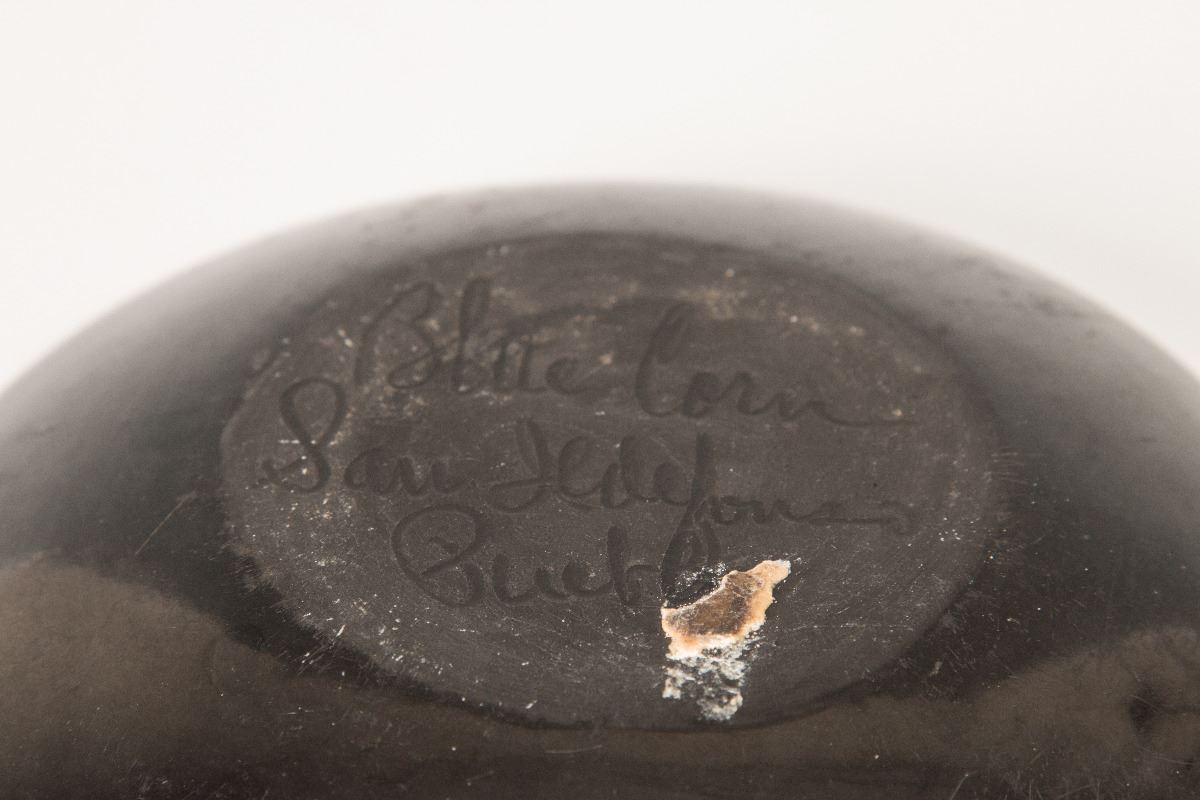 Blue Corn
San Ildefonso
Pueblo